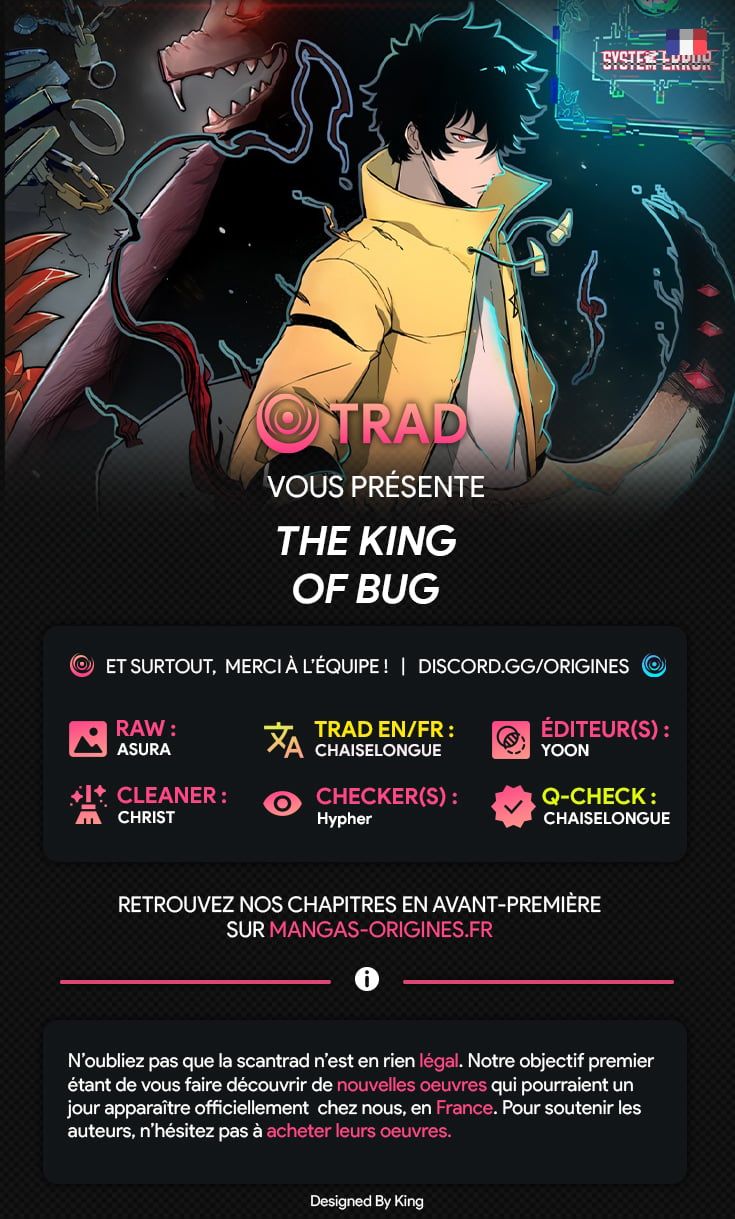 SYSTEM ERROR
TRAD
VOUS PRÉSENTE
THE KING
OF BUG
ET SURTOUT, MERCI À L'ÉQUIPE ! | DISCORD.GG/ORIGINES
RAW :
ASURA
TRAD EN/FR :
CHAISELONGUE
ÉDITEUR(S) :
YOON
CLEANER :
CHRIST
CHECKER(S) :
Hypher
Q-CHECK :
CHAISELONGUE
RETROUVEZ NOS CHAPITRES EN AVANT-PREMIÈRE
SUR MANGAS-ORIGINES.FR
N'oubliez pas que la scantrad n'est en rien légal. Notre objectif premier
étant de vous faire découvrir de nouvelles oeuvres qui pourraient un
jour apparaître officiellement chez nous, en France. Pour soutenir les
auteurs, n'hésitez pas à acheter leurs oeuvres.
Designed By King